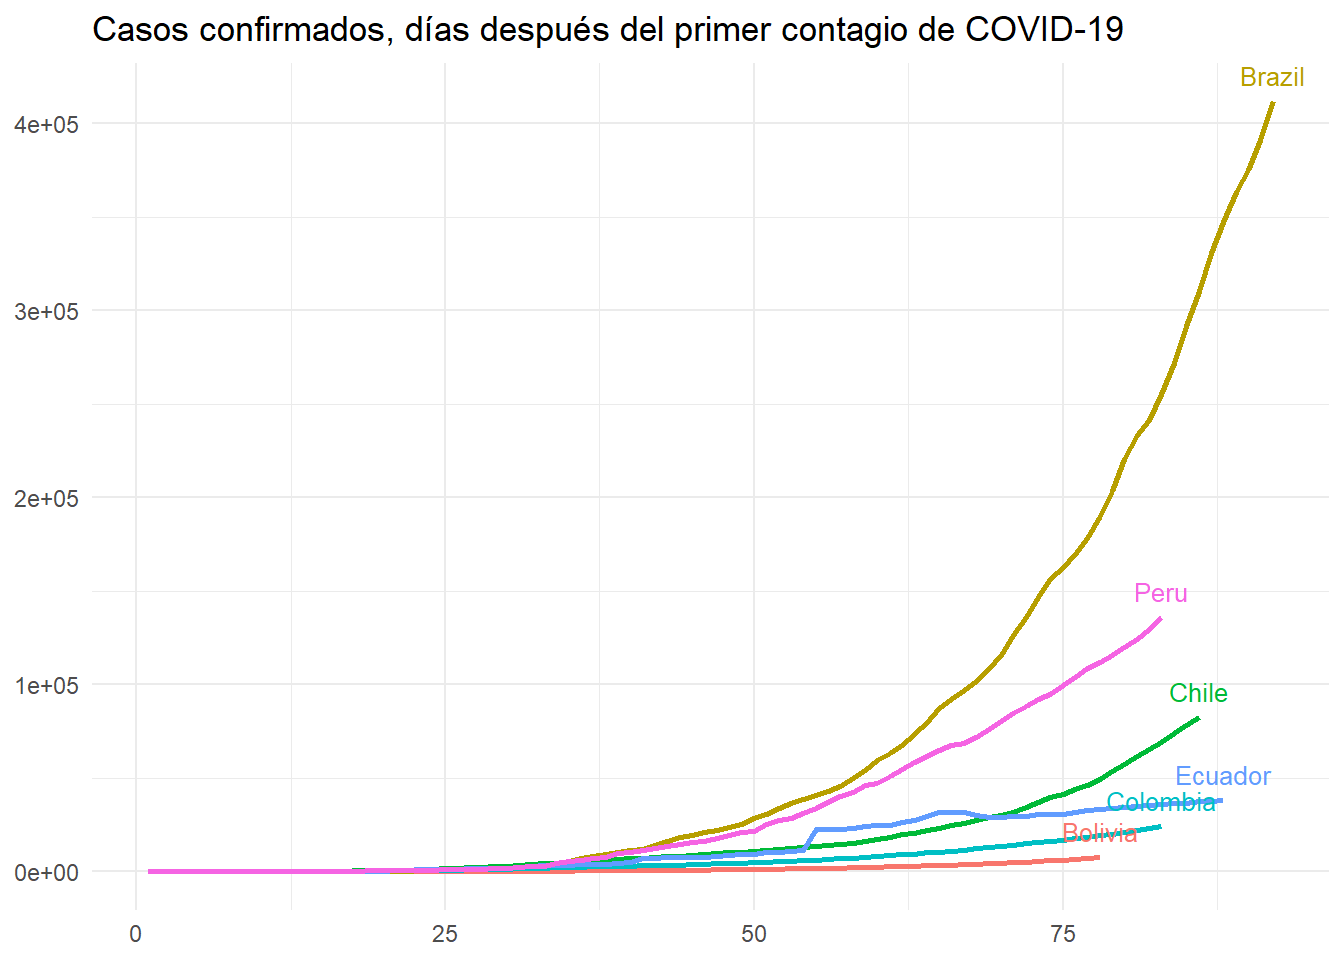 Casos confirmados, días después del primer contagio de COVID-19
Brazil
4e+05
3e+05
2e+05
Peru
1e+05
Chile
Ecuador
Colombia
Bolivia
0e+00
0 25 50 75